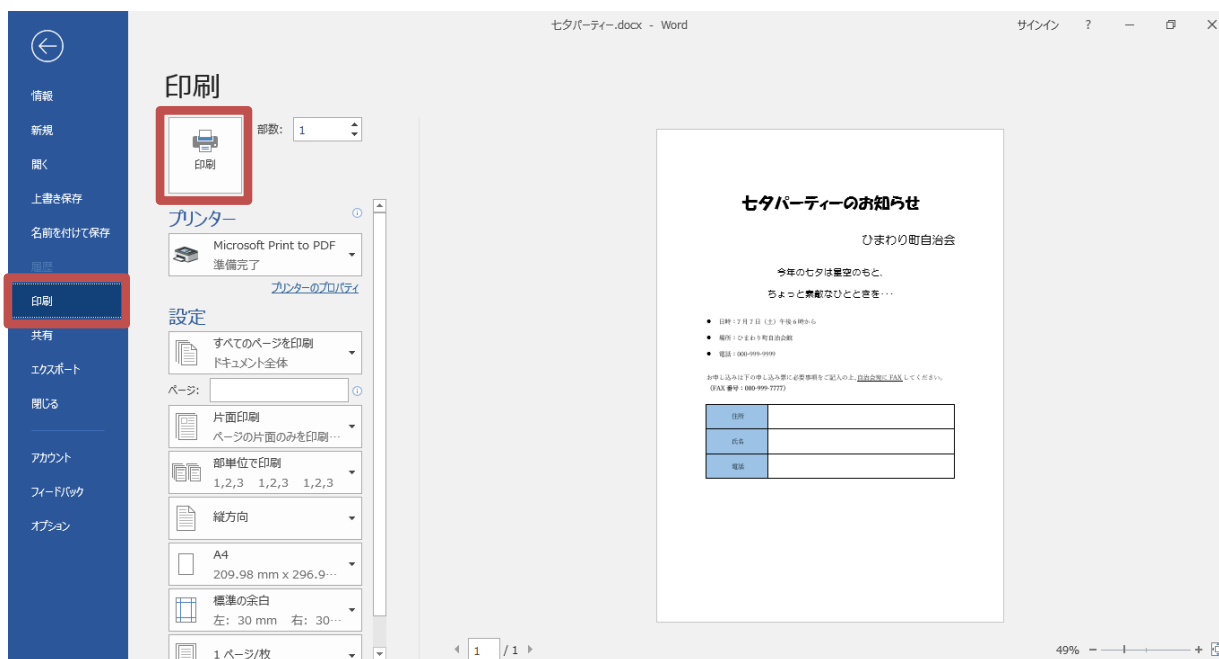 七夕パーティー.docx - Word
サインイン ?
情報
新規
開く
上書き保存
名前を付けて保存
履歴
印刷
共有
エクスポート
閉じる
アカウント
フィードバック
オプション
印刷
印刷
部数: 1
プリンター
Microsoft Print to PDF
準備完了
プリンターのプロパティ
設定
すべてのページを印刷
ドキュメント全体
ページ:
片面印刷
ページの片面のみを印刷…
部単位で印刷
1,2,3 1,2,3 1,2,3
縦方向
A4
209.98 mm x 296.9…
標準の余白
左: 30 mm 右: 30…
1 ページ/枚
七夕パーティーのお知らせ
ひまわり町自治会
今年の七夕は星空のもと、
ちょっと素敵なひとときを…
● 日時:7月7日(土)午後6時から
● 場所:ひまわり町自治会館
● 電話:000-999-9999
お申し込みは下の申し込み票に必要事項をご記入の上、自治会宛に FAX してください。
(FAX 番号:000-999-7777)
住所
氏名
電話
1 / 1
49%